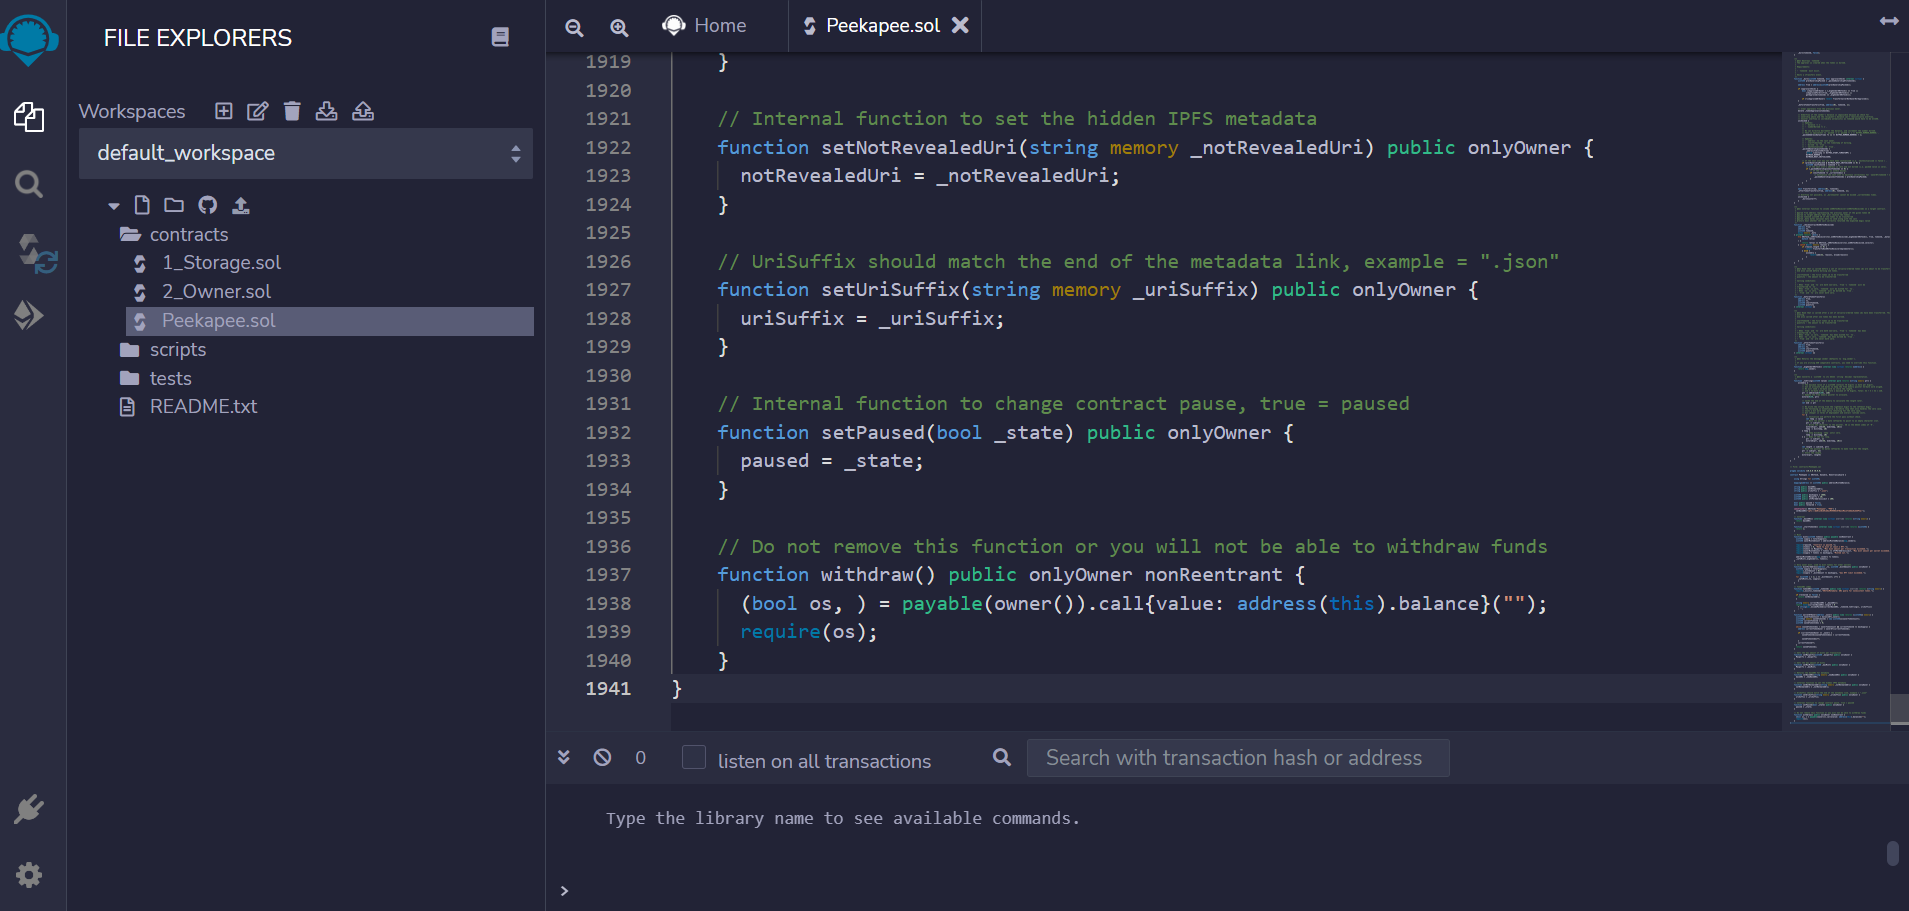 FILE EXPLORERS
Workspaces
default_workspace
contracts
1_Storage.sol
2_Owner.sol
Peekapee.sol
scripts
tests
README.txt
Home
Peekapee.sol
1919 }
1920
1921 // Internal function to set the hidden IPFS metadata
1922 function setNotRevealedUri(string memory _notRevealedUri) public onlyOwner {
1923 notRevealedUri = _notRevealedUri;
1924 }
1925
1926 // UriSuffix should match the end of the metadata link, example = ".json"
1927 function setUriSuffix(string memory _uriSuffix) public onlyOwner {
1928 uriSuffix = _uriSuffix;
1929 }
1930
1931 // Internal function to change contract pause, true = paused
1932 function setPaused(bool _state) public onlyOwner {
1933 paused = _state;
1934 }
1935
1936 // Do not remove this function or you will not be able to withdraw funds
1937 function withdraw() public onlyOwner nonReentrant {
1938 (bool os, ) = payable(owner()).call{value: address(this).balance}("");
1939 require(os);
1940 }
1941 }
0 listen on all transactions Search with transaction hash or address
Type the library name to see available commands.
>